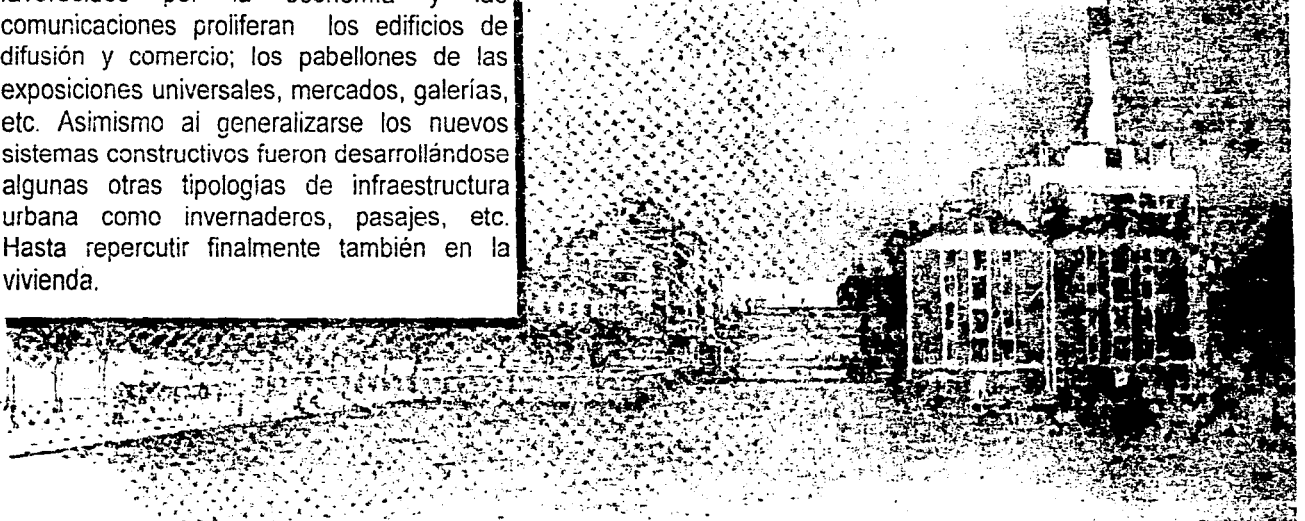 comunicaciones proliferan los edificios de
difusión y comercio; los pabellones de las
exposiciones universales, mercados, galerías,
etc. Asimismo al generalizarse los nuevos
sistemas constructivos fueron desarrollándose
algunas otras tipologías de infraestructura
urbana como invernaderos, pasajes, etc.
Hasta repercutir finalmente también en la
vivienda.